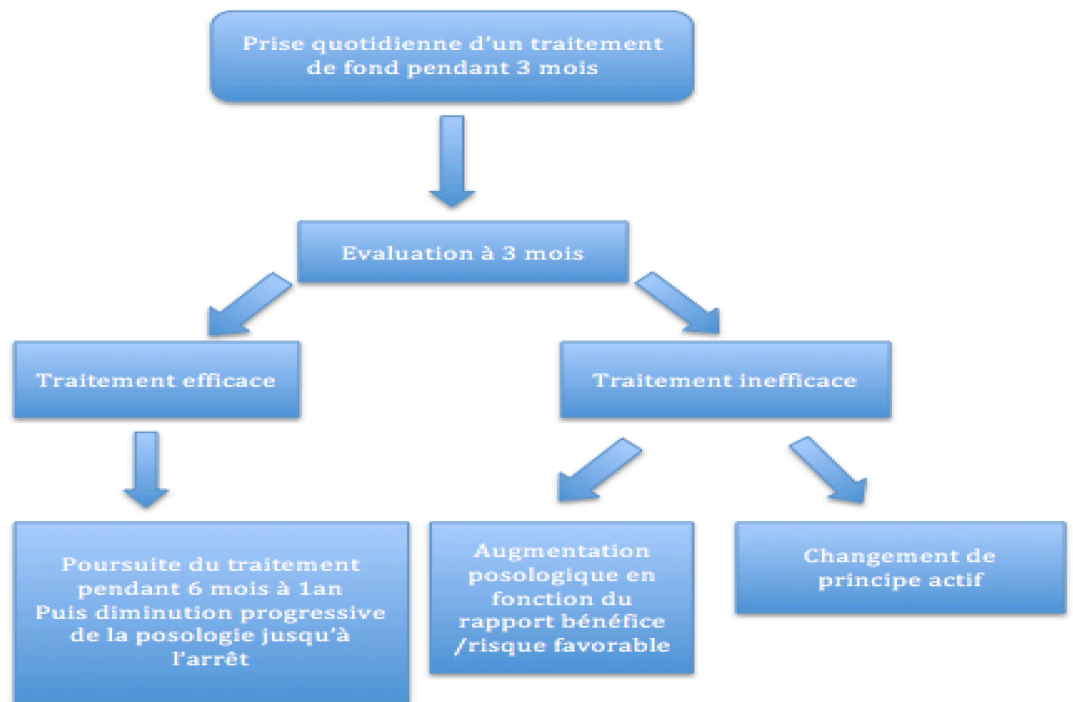 Prise quotidienne d'un traitement
de fond pendant 3 mois
Evaluation à 3 mois
Traitement efficace
Traitement inefficace
Poursuite du traitement
pendant 6 mois à 1an
Puis diminution progressive
de la posologie jusqu'à
l'arrêt
Augmentation
posologique en
fonction du
rapport bénéfice
/risque favorable
Changement de
principe actif